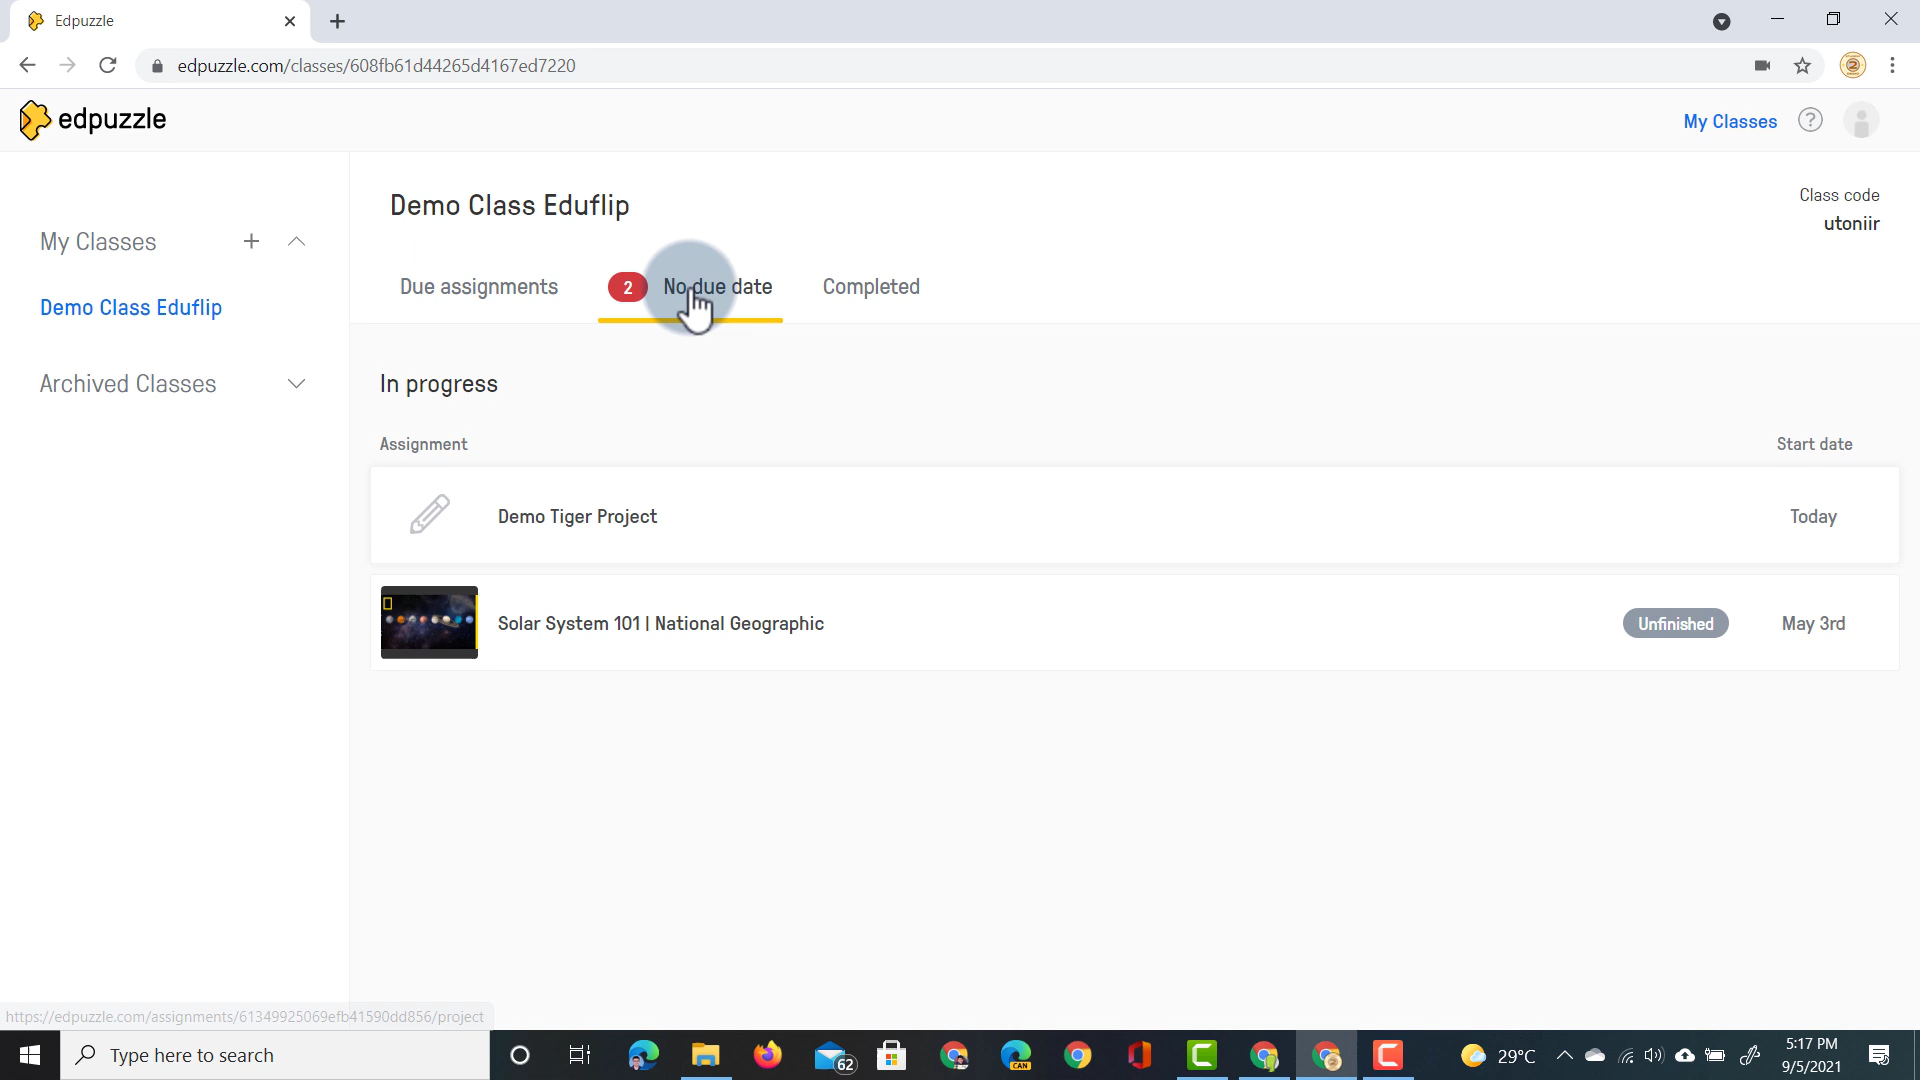 Edpuzzle
edpuzzle.com/classes/608fb61d44265d4167ed7220
edpuzzle
My Classes
?
Demo Class Eduflip
Class code
utoniir
My Classes
Demo Class Eduflip
Archived Classes
Due assignments
2 No due date
Completed
In progress
Assignment
Start date
Demo Tiger Project
Today
Solar System 101 | National Geographic
Unfinished
May 3rd
https://edpuzzle.com/assignments/61349925069efb41590dd856/project
Type here to search
62
CAN
29°C
5:17 PM
9/5/2021